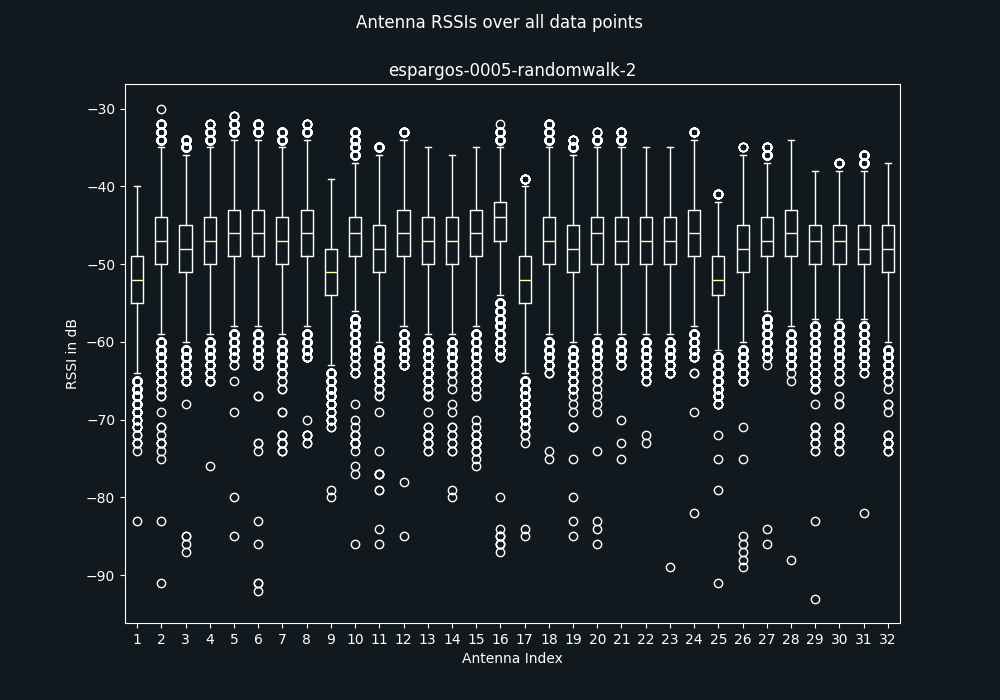 Antenna RSSIs over all data points
espargos-0005-randomwalk-2
−30
−40
−50
−60
−70
−80
−90
RSSI in dB
1 2 3 4 5 6 7 8 9 10 11 12 13 14 15 16 17 18 19 20 21 22 23 24 25 26 27 28 29 30 31 32
Antenna Index